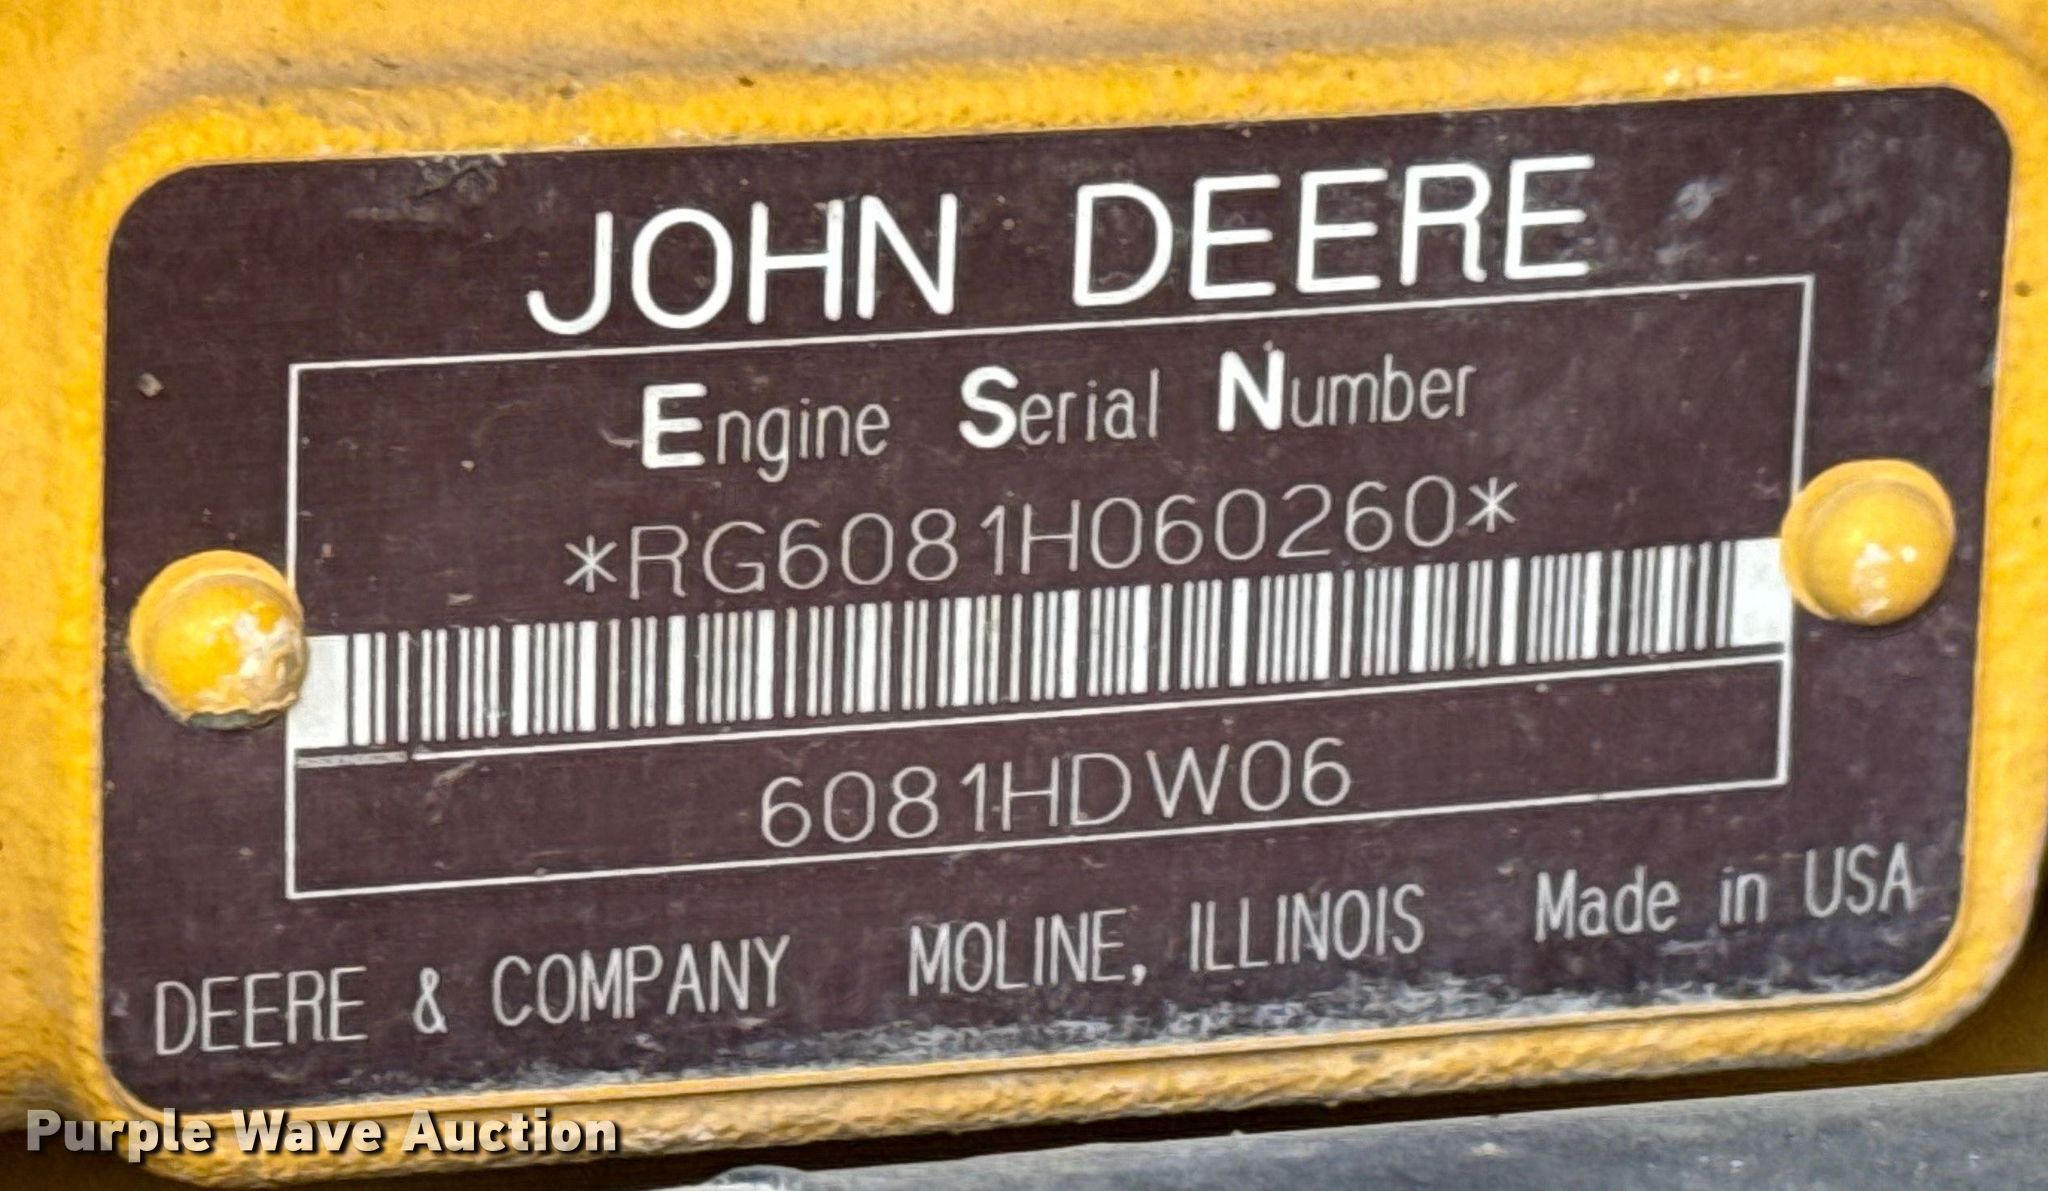 JOHN DEERE
Engine Serial Number
*RG6081H060260*
6081HDW06
DEERE & COMPANY MOLINE, ILLINOIS Made in USA
Purple Wave Auction